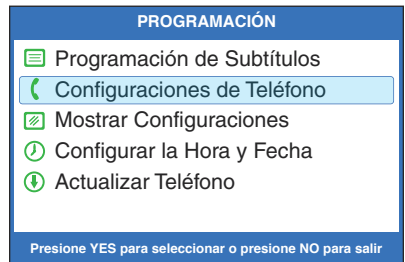 PROGRAMACIÓN
Programación de Subtítulos
Configuraciones de Teléfono
Mostrar Configuraciones
Configurar la Hora y Fecha
Actualizar Teléfono
Presione YES para seleccionar o presione NO para salir